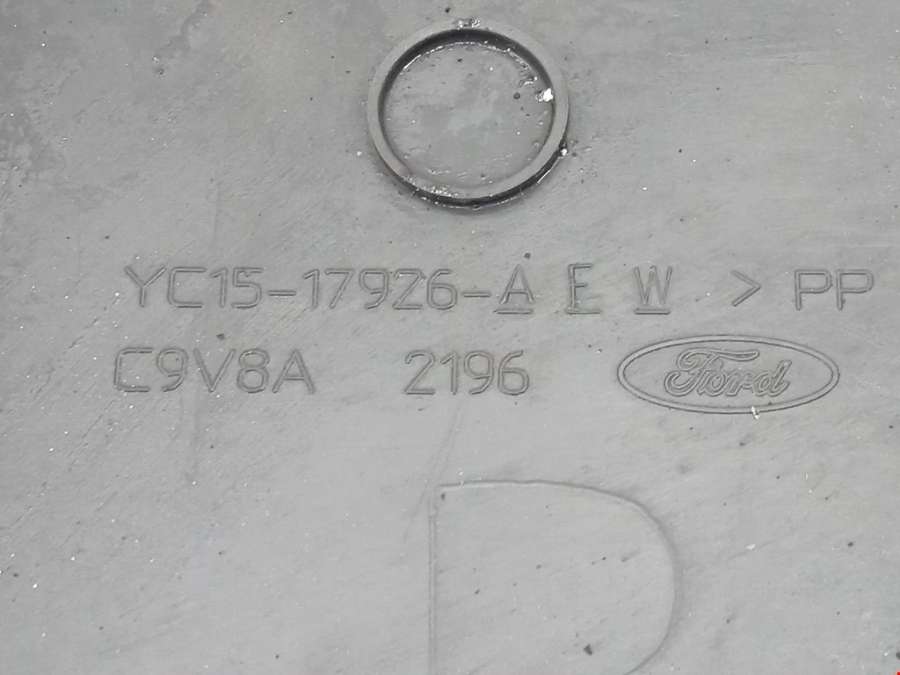 YC15-17926-A E W > PP
C9V8A 2196 Ford
D